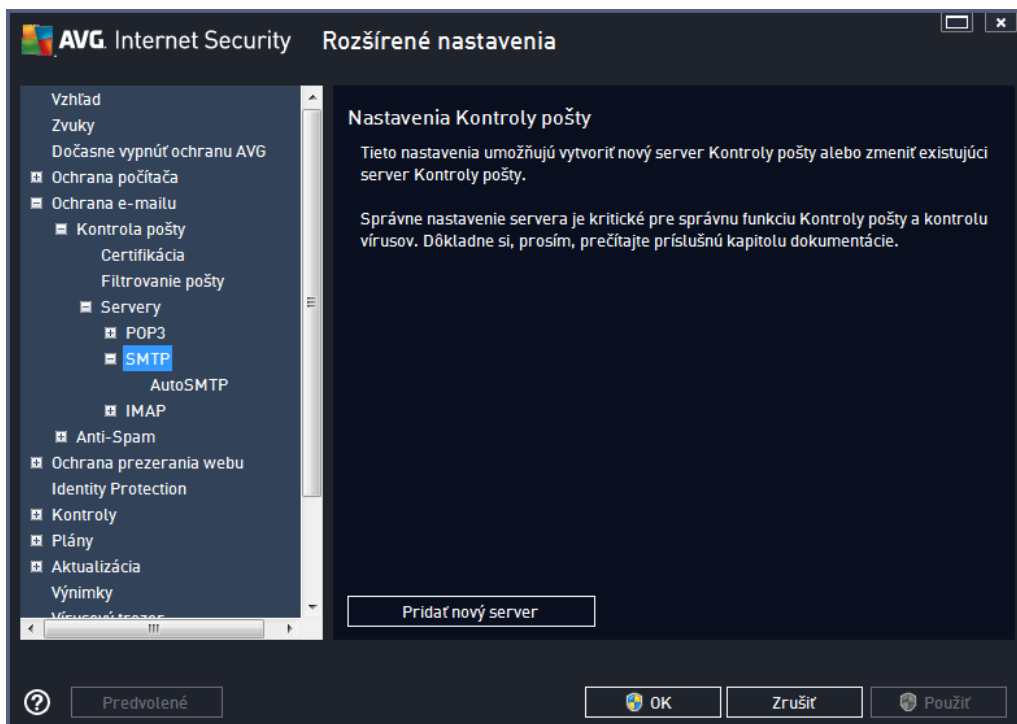 AVG. Internet Security Rozšírené nastavenia
Vzhľad
Zvuky
Dočasne vypnúť ochranu AVG
Ochrana počítača
Ochrana e-mailu
Kontrola pošty
Certifikácia
Filtrovanie pošty
Servery
POP3
SMTP
AutoSMTP
IMAP
Anti-Spam
Ochrana prezerania webu
Identity Protection
Kontroly
Plány
Aktualizácia
Výnimky
Vírusový trezor
Nastavenia Kontroly pošty
Tieto nastavenia umožňujú vytvoriť nový server Kontroly pošty alebo zmeniť existujúci
server Kontroly pošty.
Správne nastavenie servera je kritické pre správnu funkciu Kontroly pošty a kontrolu
vírusov. Dôkladne si, prosím, prečítajte príslušnú kapitolu dokumentácie.
Pridať nový server
Predvolené
OK
Zrušiť
Použiť